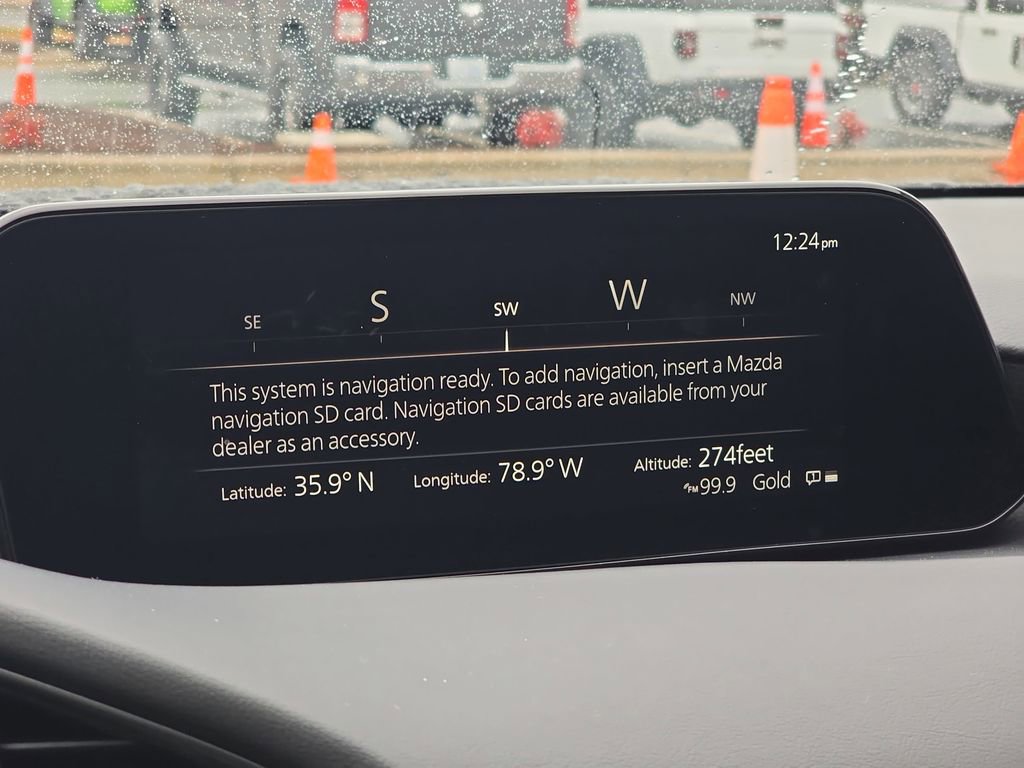 12:24pm
SE S SW W NW
This system is navigation ready. To add navigation, insert a Mazda
navigation SD card. Navigation SD cards are available from your
dealer as an accessory.
Latitude: 35.9° N Longitude: 78.9° W Altitude: 274feet
FM 99.9 Gold